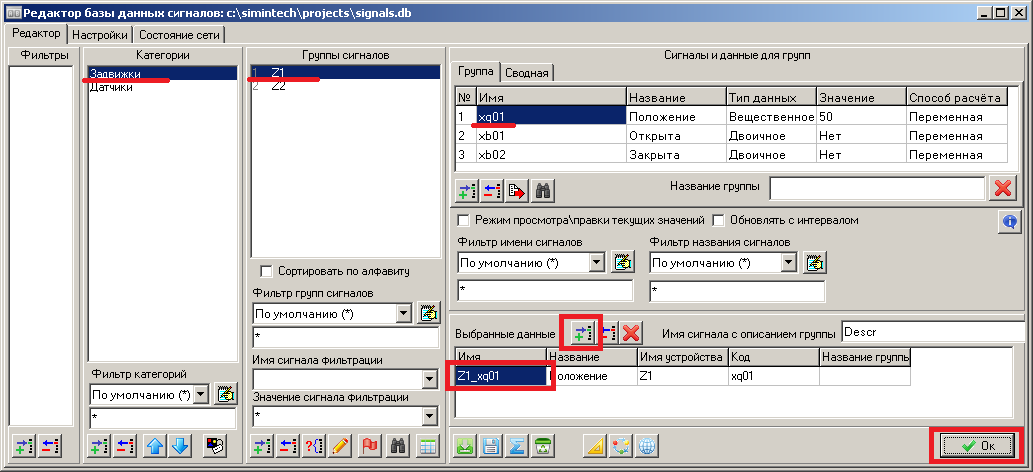 Редактор базы данных сигналов: c:\simintech\projects\signals.db
Редактор Настройки Состояние сети
Фильтры
Категории
Задвижки
Датчики
Фильтр категорий
По умолчанию (*)
*
Группы сигналов
1 Z1
2 Z2
Сортировать по алфавиту
Фильтр групп сигналов
По умолчанию (*)
*
Имя сигнала фильтрации
Значение сигнала фильтрации
*
Сигналы и данные для групп
Группа Сводная
№ Имя Название Тип данных Значение Способ расчёта
1 xq01 Положение Вещественное 50 Переменная
2 xb01 Открыта Двоичное Нет Переменная
3 xb02 Закрыта Двоичное Нет Переменная
Название группы
Режим просмотра\правки текущих значений Обновлять с интервалом
Фильтр имени сигналов Фильтр названия сигналов
По умолчанию (*) По умолчанию (*)
* *
Выбранные данные Имя сигнала с описанием группы Descr
Имя Название Имя устройства Код Название группы
Z1_xq01 Положение Z1 xq01
Ок